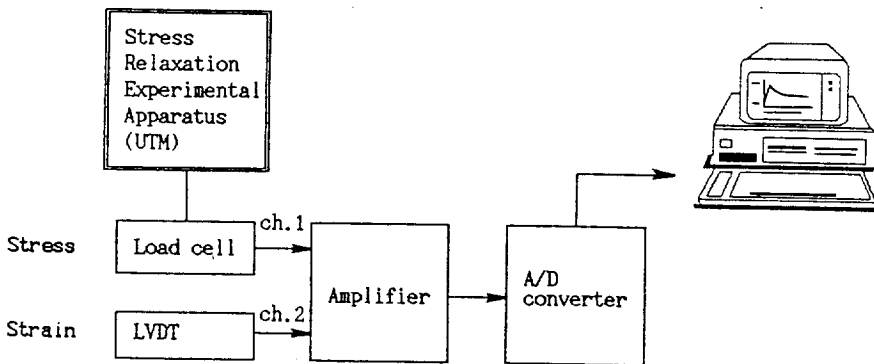 Stress
Relaxation
Experimental
Apparatus
(UTM)
Stress
Load cell
ch.1
Strain
LVDT
ch.2
Amplifier
A/D
converter